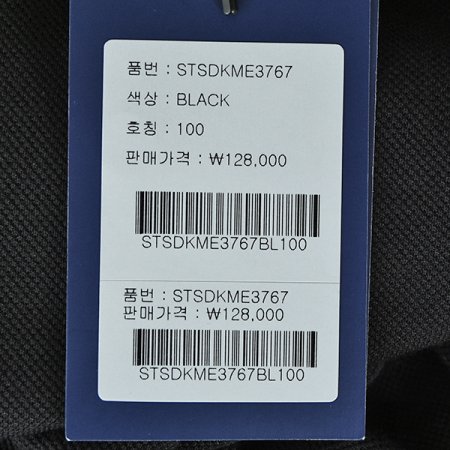 품번 : STSDKME3767
색상 : BLACK
호칭 : 100
판매가격 : ₩128,000
STSDKME3767BL100
품번 : STSDKME3767
판매가격 : ₩128,000
STSDKME3767BL100